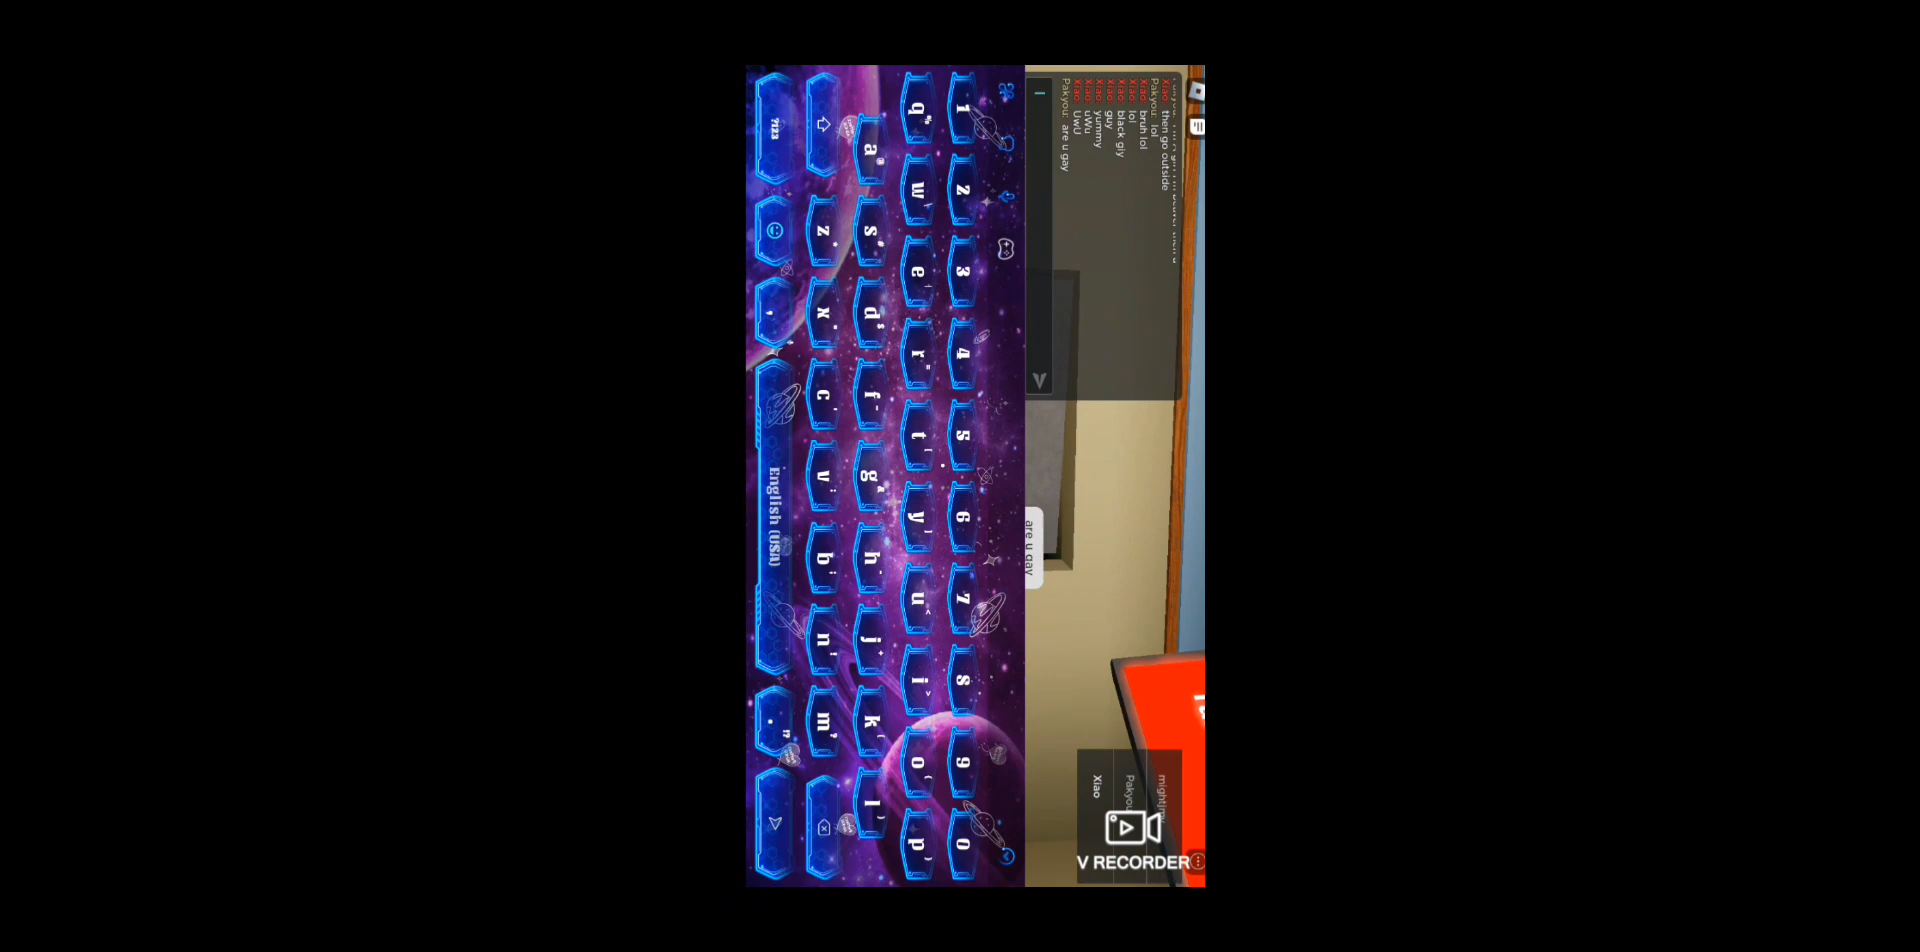 Xiao: then go outside
Pakyou: lol
Xiao: bruh lol
Xiao: lol
Xiao: black gly
Xiao: guy
Xiao: yummy
Xiao: uWu
Xiao: UwU
Pakyou: are u gay
are u gay
mightjmy
Pakyou
Xiao
V RECORDER
1 2 3 4 5 6 7 8 9 0
q w e r t y u i o p
a s d f g h j k l
z x c v b n m
?123 , English (USA) . !?